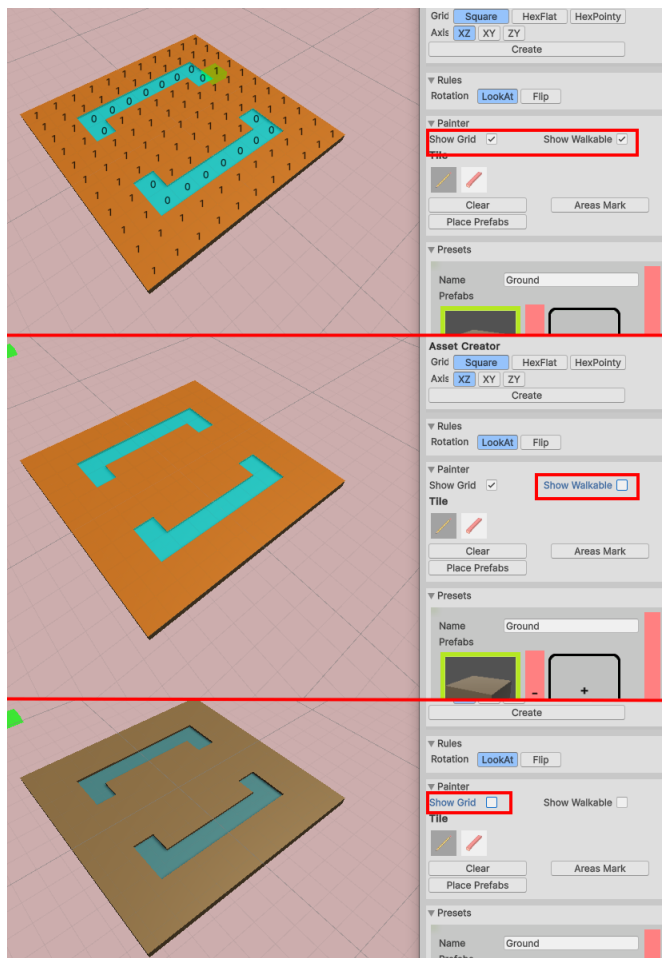 Grid Square HexFlat HexPointy
Axis XZ XY ZY
Create
Rules
Rotation LookAt Flip
Painter
Show Grid Show Walkable
Tile
Clear Areas Mark
Place Prefabs
Presets
Name Ground
Prefabs
Asset Creator
Grid Square HexFlat HexPointy
Axis XZ XY ZY
Create
Rules
Rotation LookAt Flip
Painter
Show Grid Show Walkable
Tile
Clear Areas Mark
Place Prefabs
Presets
Name Ground
Prefabs
- +
Create
Rules
Rotation LookAt Flip
Painter
Show Grid Show Walkable
Tile
Clear Areas Mark
Place Prefabs
Presets
Name Ground
Prefabs